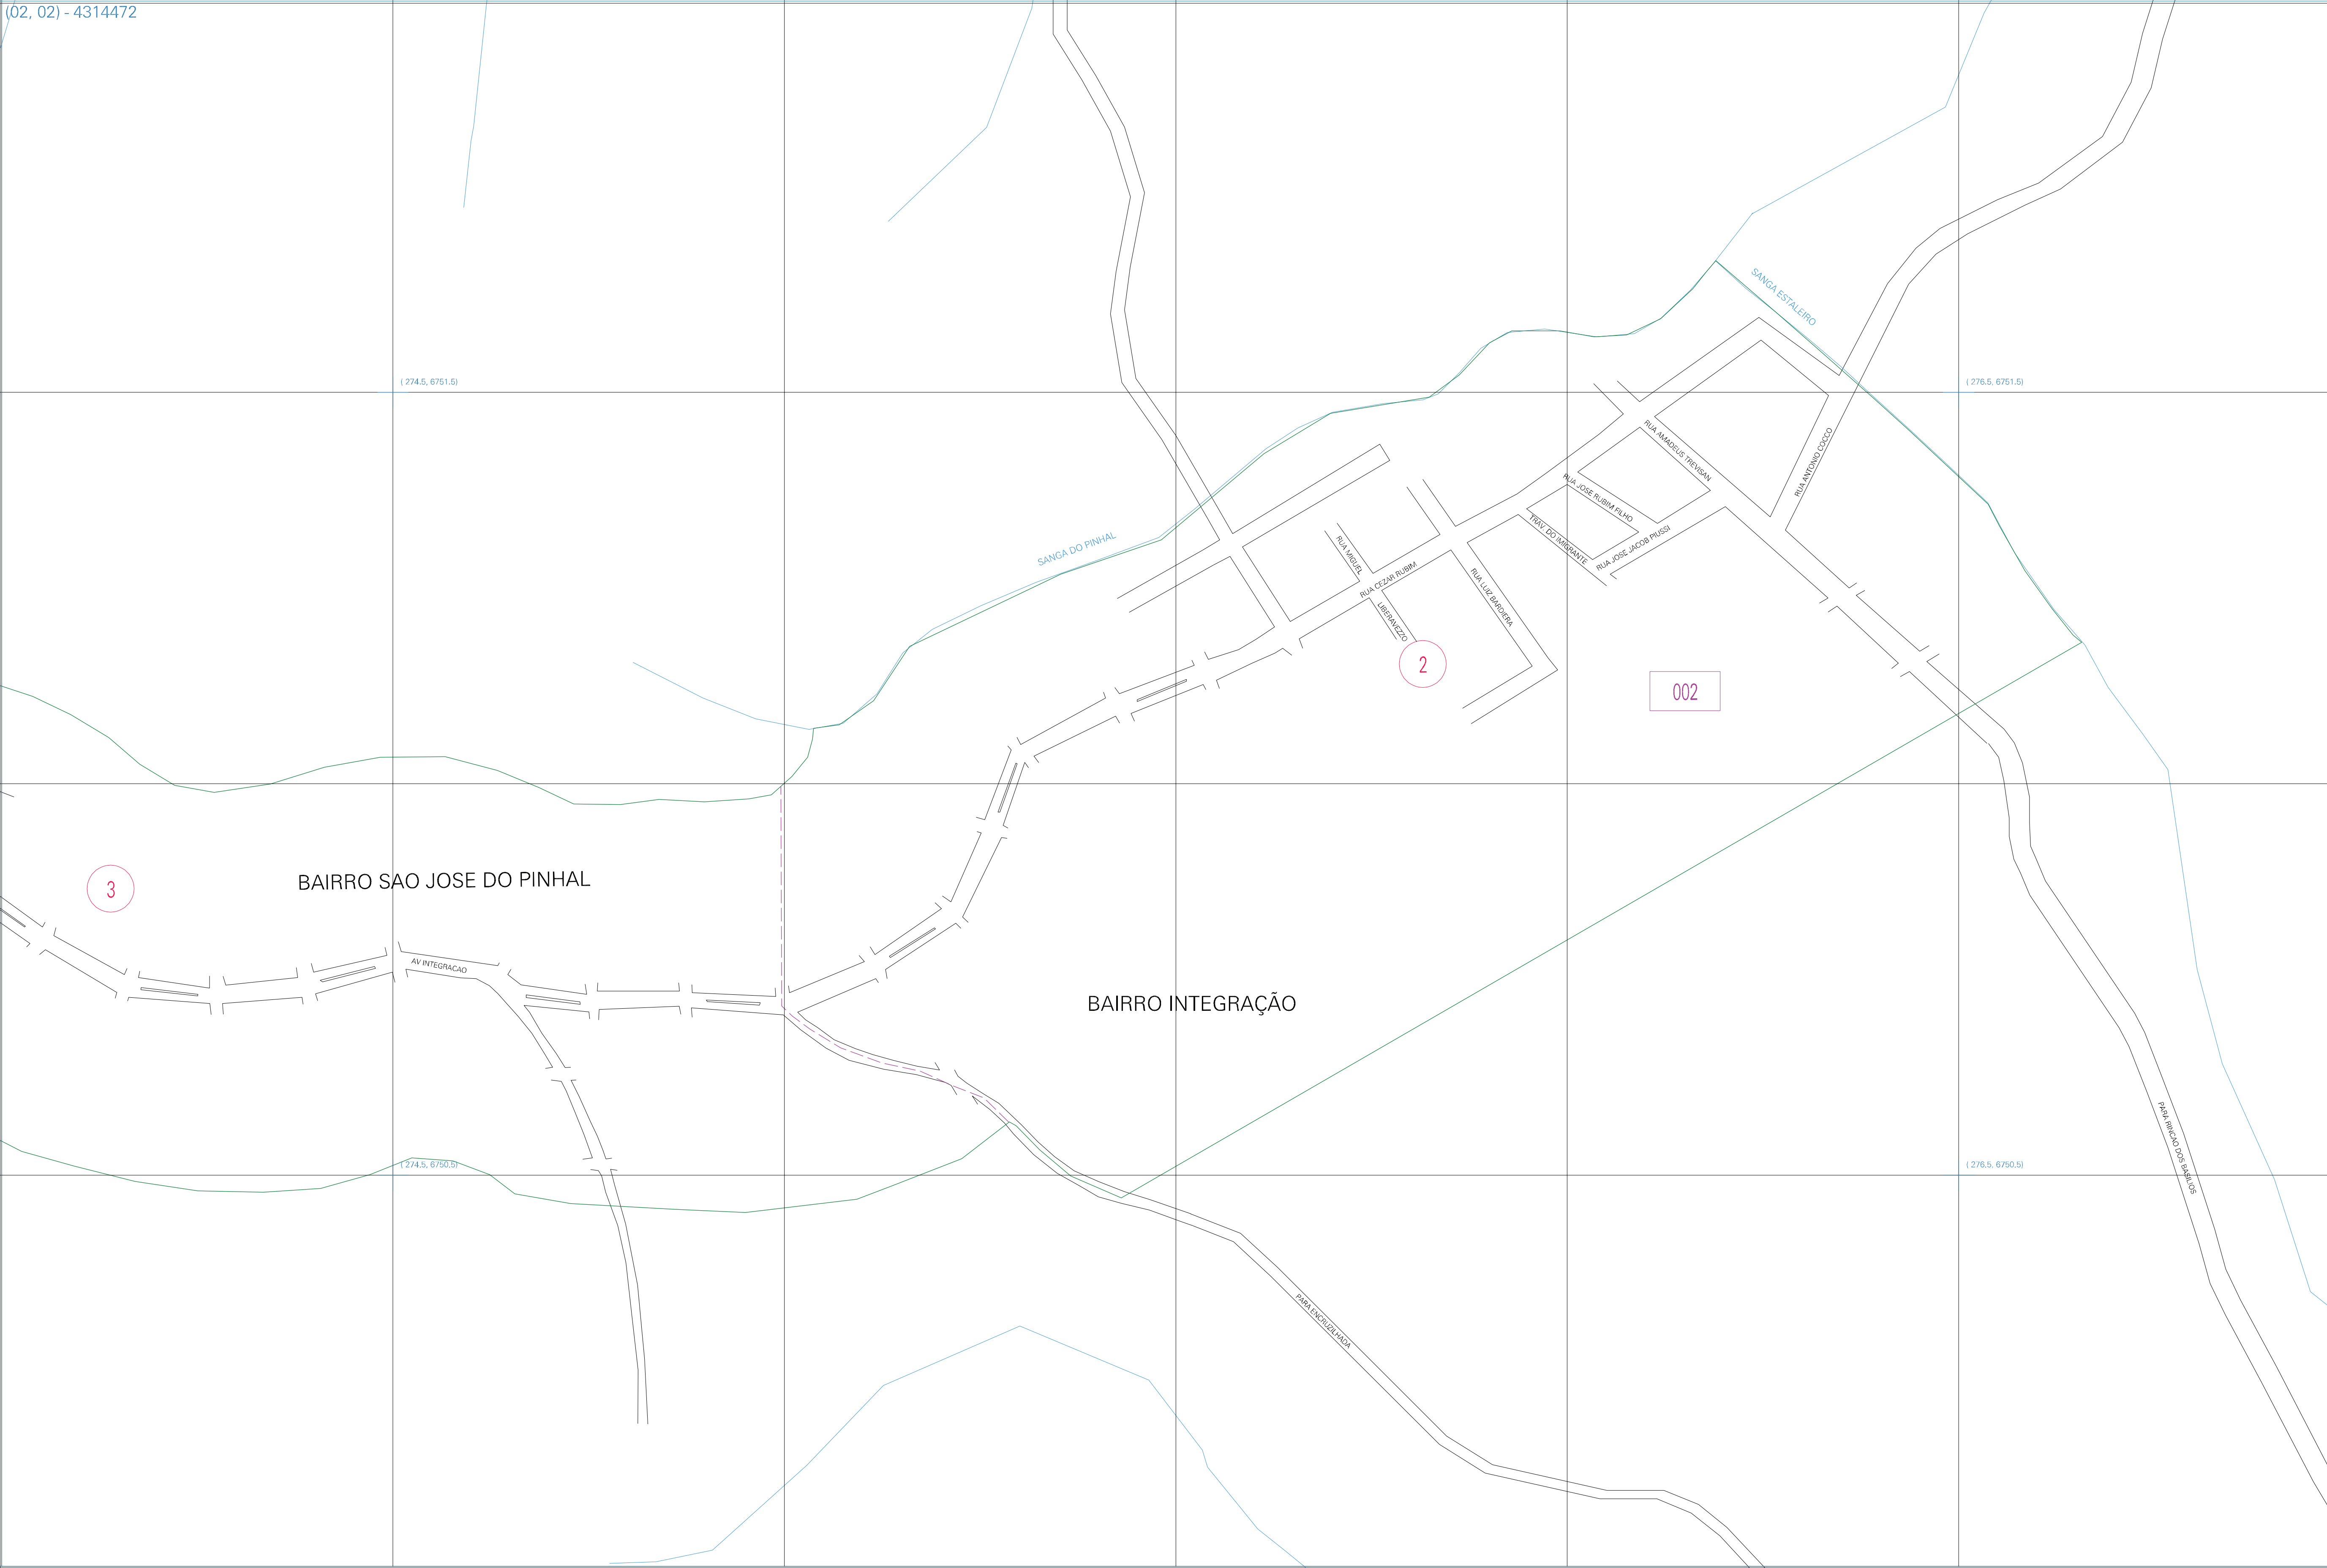 (02, 02) - 4314472
SANGA ESTALEIRO
( 274.5, 6751.5)
( 276.5, 6751.5)
RUA AMADEUS TREVISAN
RUA ANTONIO COCCO
RUA JOSE RUBIM FILHO
TRAV. DO IMIGRANTE
RUA JOSE JACOB PIUSSI
SANGA DO PINHAL
RUA MIGUEL
RUA CEZAR RUBIM
RUA LUIZ BARDIERA
LIBERAVEZZO
2
002
3
BAIRRO SAO JOSE DO PINHAL
AV INTEGRACAO
BAIRRO INTEGRAÇÃO
PARA RINCAO DOS BASILIOS
( 274.5, 6750.5)
( 276.5, 6750.5)
PARA ENCRUZILHADA